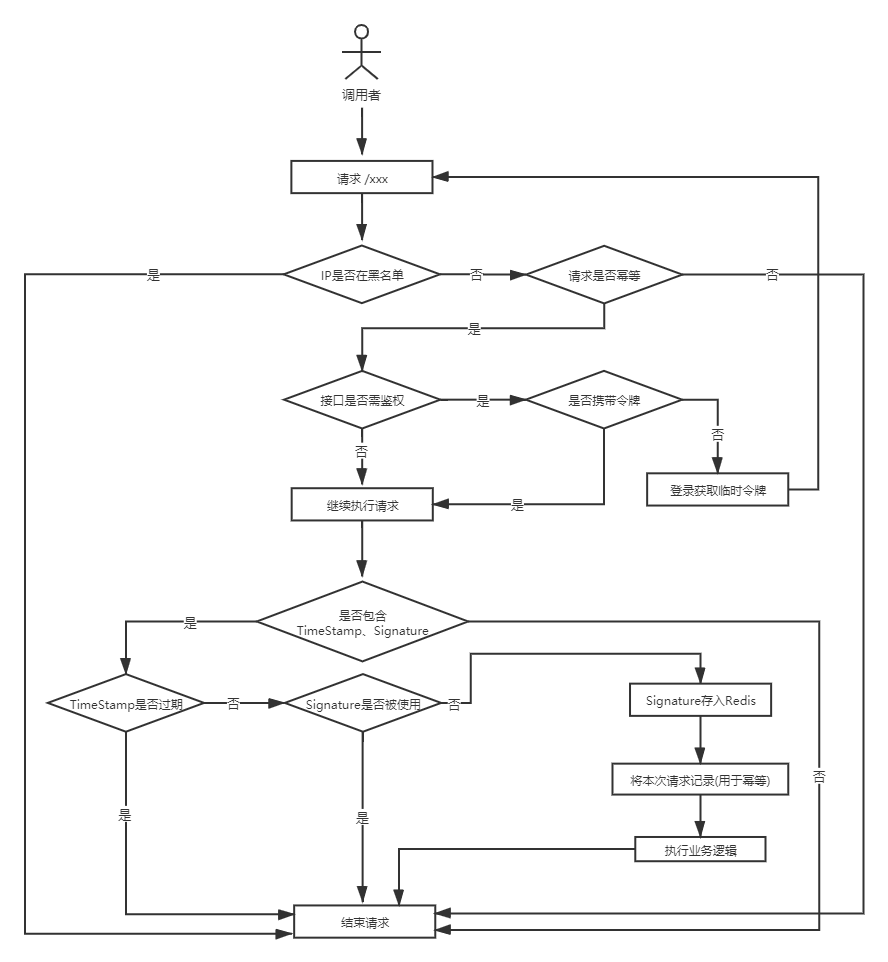 调用者
请求 /xxx
IP是否在黑名单
是
否
请求是否幂等
否
是
接口是否需鉴权
是
是否携带令牌
否
否
登录获取临时令牌
继续执行请求
是
是否包含
TimeStamp、Signature
是
TimeStamp是否过期
否
Signature是否被使用
否
Signature存入Redis
将本次请求记录(用于幂等)
否
是
是
执行业务逻辑
结束请求